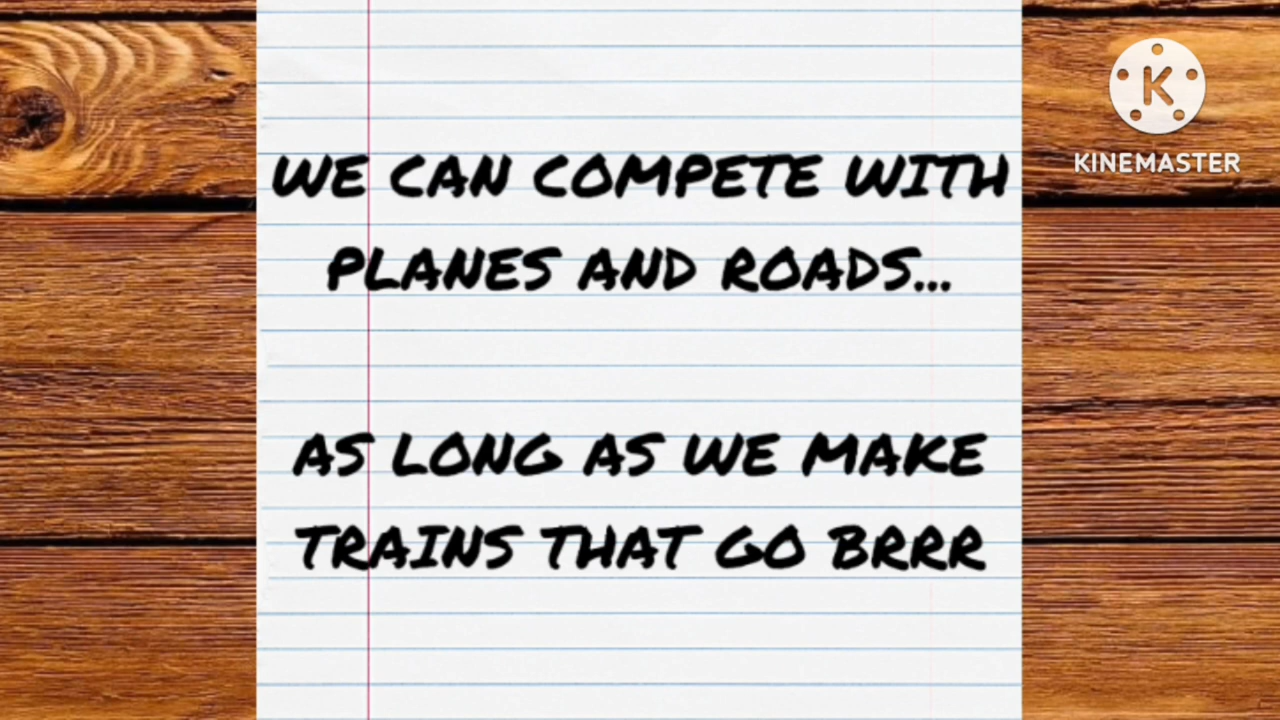 K
KINEMASTER
WE CAN COMPETE WITH
PLANES AND ROADS...
AS LONG AS WE MAKE
TRAINS THAT GO BRRR